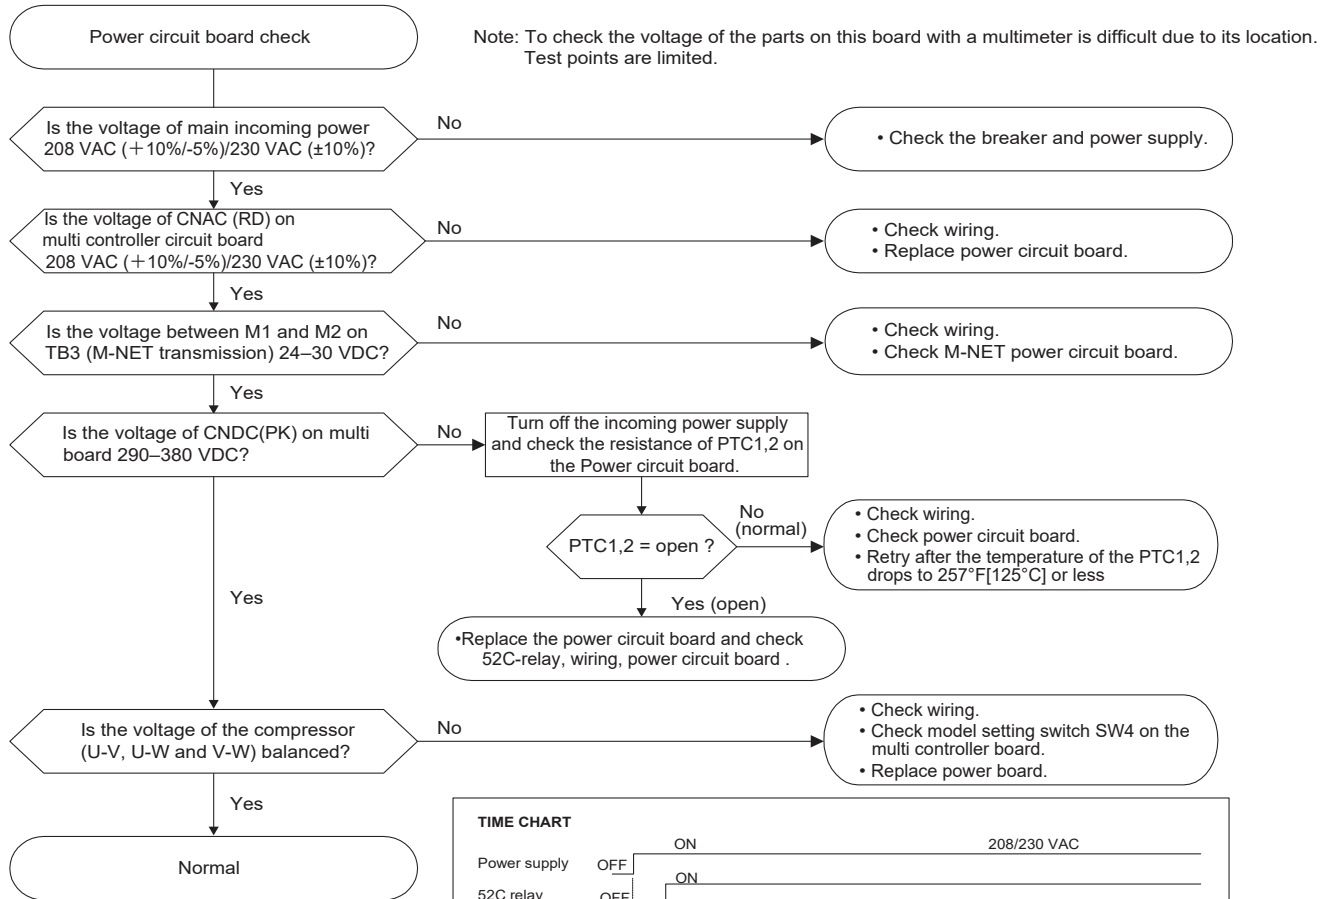 Power circuit board check
Note: To check the voltage of the parts on this board with a multimeter is difficult due to its location.
Test points are limited.
Is the voltage of main incoming power
208 VAC (+10%/-5%)/230 VAC (±10%)?
No
• Check the breaker and power supply.
Yes
Is the voltage of CNAC (RD) on
multi controller circuit board
208 VAC (+10%/-5%)/230 VAC (±10%)?
No
• Check wiring.
• Replace power circuit board.
Yes
Is the voltage between M1 and M2 on
TB3 (M-NET transmission) 24–30 VDC?
No
• Check wiring.
• Check M-NET power circuit board.
Yes
Is the voltage of CNDC(PK) on multi
board 290–380 VDC?
No
Turn off the incoming power supply
and check the resistance of PTC1,2 on
the Power circuit board.
PTC1,2 = open ?
No
(normal)
• Check wiring.
• Check power circuit board.
• Retry after the temperature of the PTC1,2
drops to 257°F[125°C] or less
Yes (open)
•Replace the power circuit board and check
52C-relay, wiring, power circuit board .
Yes
Is the voltage of the compressor
(U-V, U-W and V-W) balanced?
No
• Check wiring.
• Check model setting switch SW4 on the
multi controller board.
• Replace power board.
Yes
Normal
TIME CHART
ON
208/230 VAC
Power supply
OFF
ON
52C relay
OFF